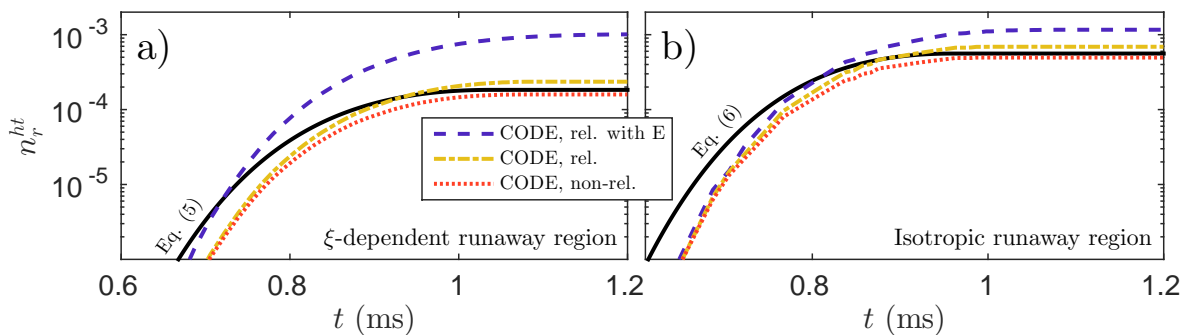 a)
b)
10^-3
10^-4
10^-5
n_r^ht
Eq. (5)
Eq. (6)
CODE, rel. with E
CODE, rel.
CODE, non-rel.
ξ-dependent runaway region
Isotropic runaway region
0.6 0.8 1 1.2
0.8 1 1.2
t (ms)
t (ms)